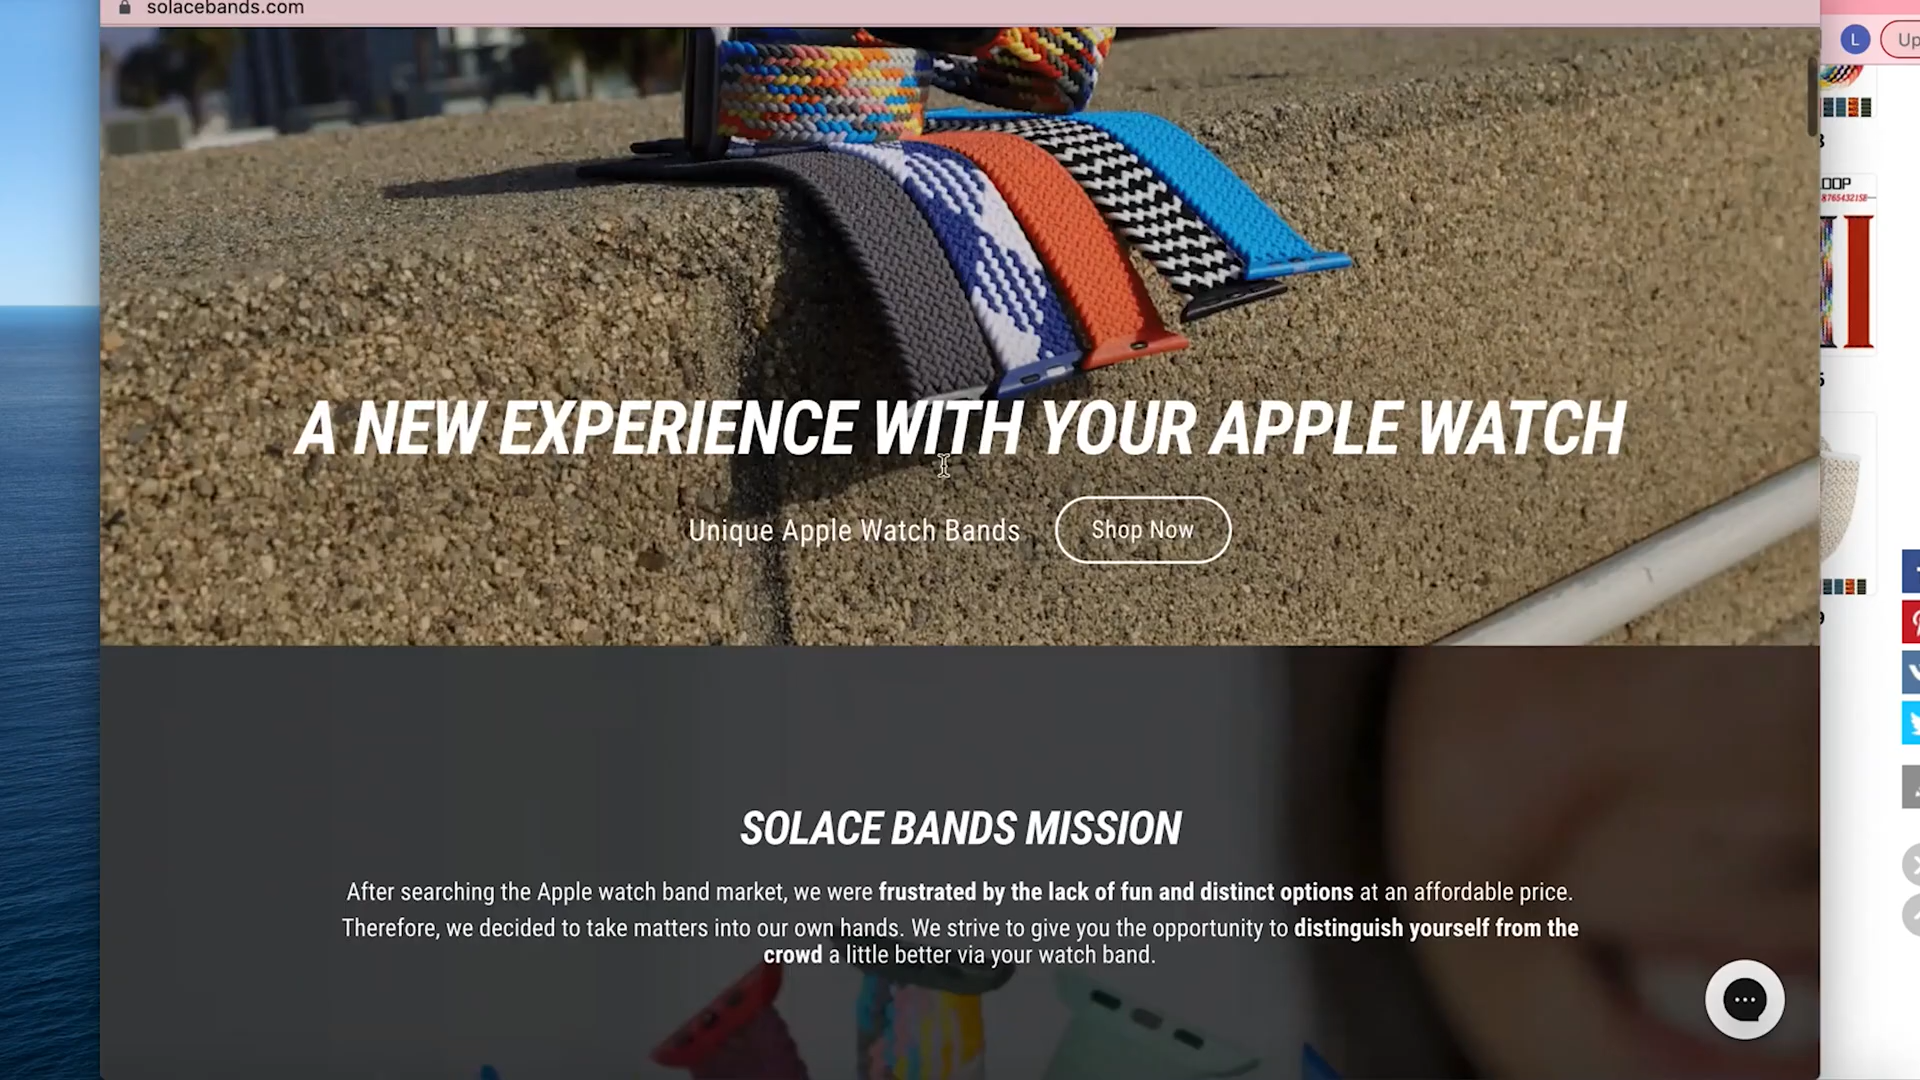 solacebands.com
L
Up
OOP
87654321SE
A NEW EXPERIENCE WITH YOUR APPLE WATCH
Unique Apple Watch Bands
Shop Now
SOLACE BANDS MISSION
After searching the Apple watch band market, we were frustrated by the lack of fun and distinct options at an affordable price.
Therefore, we decided to take matters into our own hands. We strive to give you the opportunity to distinguish yourself from the
crowd a little better via your watch band.